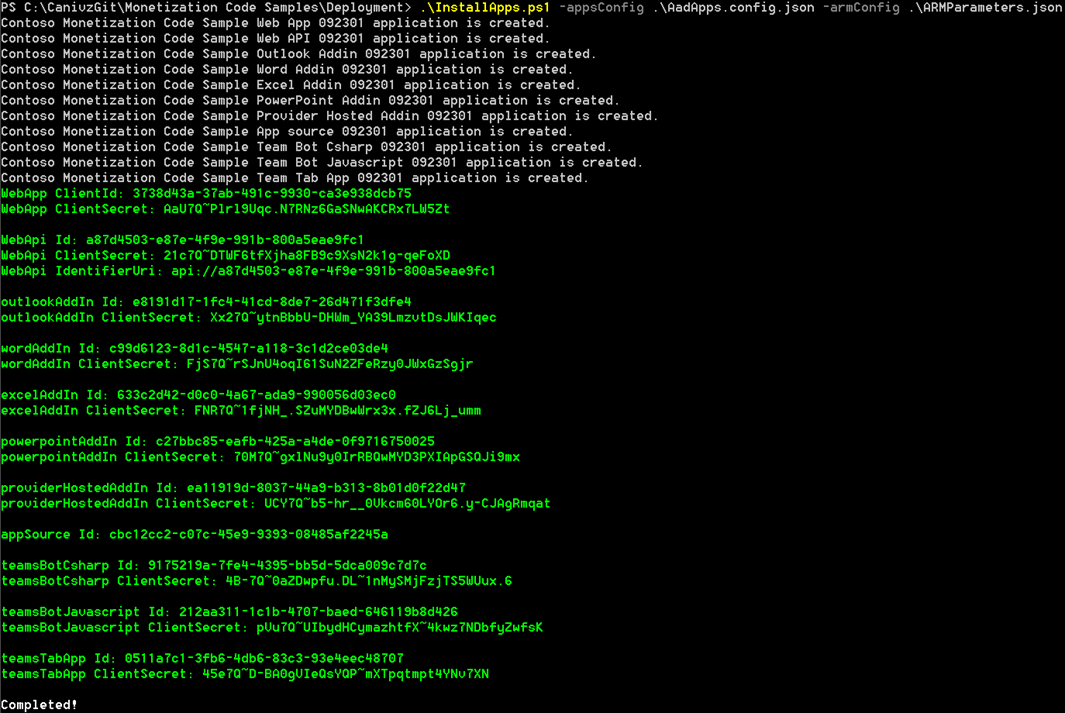 PS C:\CanivzGit\Monetization Code Samples\Deployment> .\InstallApps.ps1 -appsConfig .\AadApps.config.json -armConfig .\ARMParameters.json
Contoso Monetization Code Sample Web App 092301 application is created.
Contoso Monetization Code Sample Web API 092301 application is created.
Contoso Monetization Code Sample Outlook Addin 092301 application is created.
Contoso Monetization Code Sample Word Addin 092301 application is created.
Contoso Monetization Code Sample Excel Addin 092301 application is created.
Contoso Monetization Code Sample PowerPoint Addin 092301 application is created.
Contoso Monetization Code Sample Provider Hosted Addin 092301 application is created.
Contoso Monetization Code Sample App source 092301 application is created.
Contoso Monetization Code Sample Team Bot Csharp 092301 application is created.
Contoso Monetization Code Sample Team Bot Javascript 092301 application is created.
Contoso Monetization Code Sample Team Tab App 092301 application is created.
WebApp ClientId: 3738d43a-37ab-491c-9930-ca3e938dcb75
WebApp ClientSecret: AaU7Q~Plrl9Uqc.N7RNz6GaSNwAKCRx7LW5Zt
WebApi Id: a87d4503-e87e-4f9e-991b-800a5eae9fc1
WebApi ClientSecret: 21c7Q~DTWF6tfXjha8FB9c9XsN2k1g-qeFoXD
WebApi IdentifierUri: api://a87d4503-e87e-4f9e-991b-800a5eae9fc1
outlookAddIn Id: e8191d17-1fc4-41cd-8de7-26d471f3dfe4
outlookAddIn ClientSecret: Xx27Q~ytnBbbU-DHWm_YA39LmzvtDsJWKIqec
wordAddIn Id: c99d6123-8d1c-4547-a118-3c1d2ce03de4
wordAddIn ClientSecret: FjS7Q~rSJnU4oqI61SuN2ZFeRzy0JWxGzSgjr
excelAddIn Id: 633c2d42-d0c0-4a67-ada9-990056d03ec0
excelAddIn ClientSecret: FNR7Q~1fjNH_.SZuMYDBwWrx3x.fZJ6Lj_umm
powerpointAddIn Id: c27bbc85-eafb-425a-a4de-0f9716750025
powerpointAddIn ClientSecret: 70M7Q~gxlNu9y0IrRBQwMYD3PXIApGSQJi9mx
providerHostedAddIn Id: ea11919d-8037-44a9-b313-8b01d0f22d47
providerHostedAddIn ClientSecret: UCY7Q~b5-hr__0Vkcm60LYOr6.y-CJAgRmqat
appSource Id: cbc12cc2-c07c-45e9-9393-08485af2245a
teamsBotCsharp Id: 9175219a-7fe4-4395-bb5d-5dca009c7d7c
teamsBotCsharp ClientSecret: 4B-7Q~0aZDwpfu.DL~1nMySMjFzjTS5WUux.6
teamsBotJavascript Id: 212aa311-1c1b-4707-baed-646119b8d426
teamsBotJavascript ClientSecret: pVu7Q~UIbydHCymazhtfX~4kwz7NDbfyZwfsK
teamsTabApp Id: 0511a7c1-3fb6-4db6-83c3-93e4eec48707
teamsTabApp ClientSecret: 45e7Q~D-BA0gVIeQsYQP~mXTpqtmpt4YNv7XN
Completed!